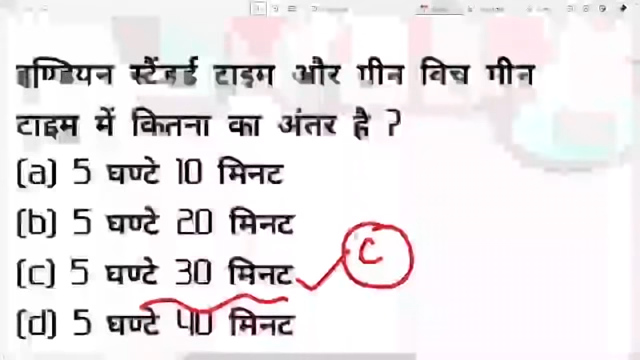 इण्डियन स्टैंडर्ड टाइम और ग्रीन विच मीन
टाइम में कितना का अंतर है ?
(a) 5 घण्टे 10 मिनट
(b) 5 घण्टे 20 मिनट
(c) 5 घण्टे 30 मिनट C
(d) 5 घण्टे 40 मिनट